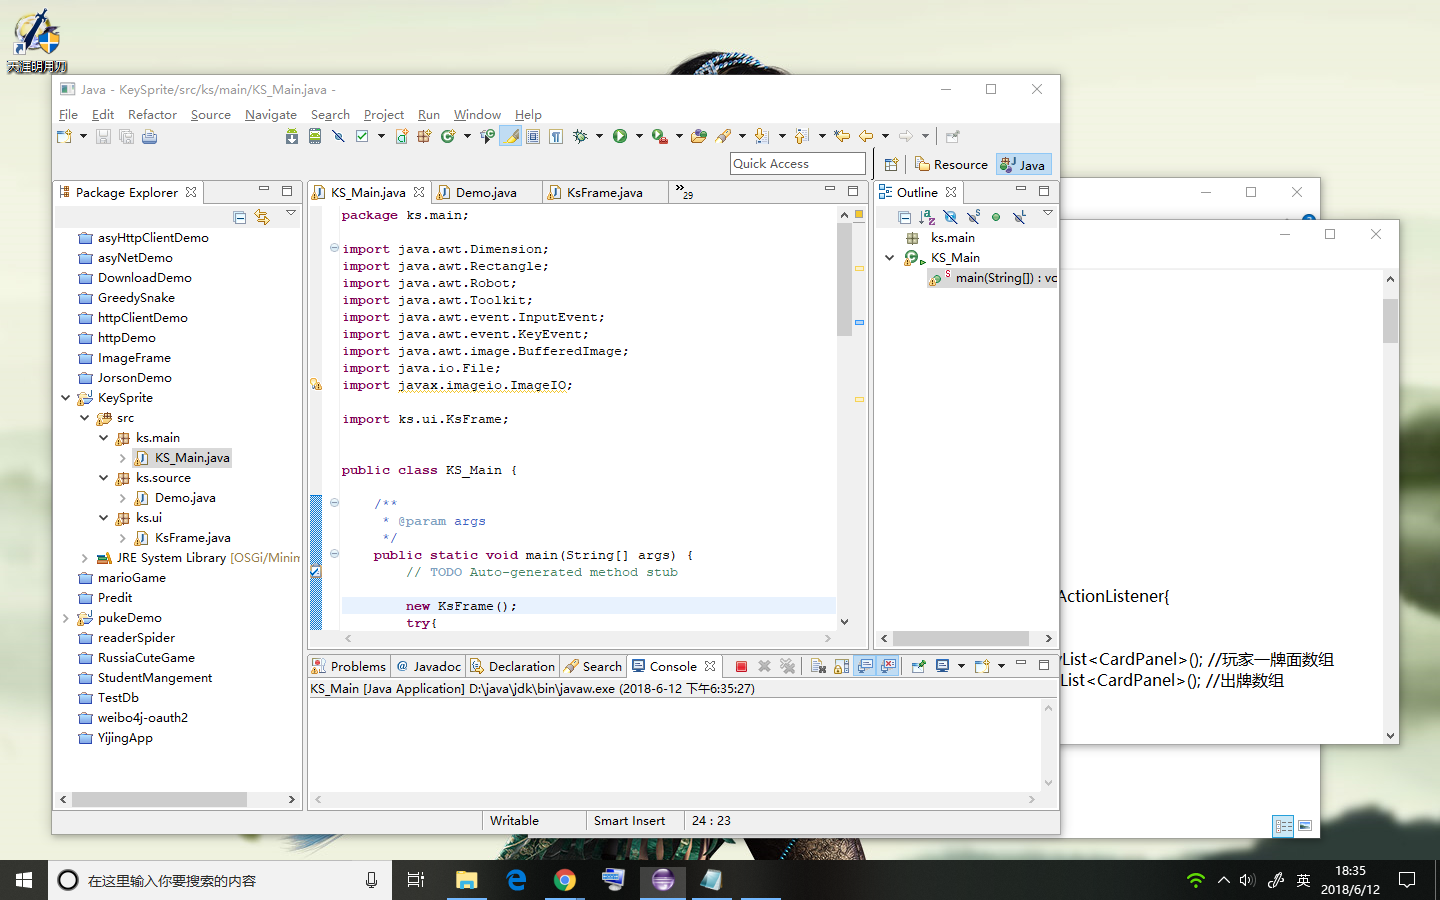 天涯明月刀
Java - KeySprite/src/ks/main/KS_Main.java -
File Edit Refactor Source Navigate Search Project Run Window Help
Quick Access
Resource
Java
Package Explorer
asyHttpClientDemo
asyNetDemo
DownloadDemo
GreedySnake
httpClientDemo
httpDemo
ImageFrame
JorsonDemo
KeySprite
src
ks.main
KS_Main.java
ks.source
Demo.java
ks.ui
KsFrame.java
JRE System Library [OSGi/Minim
marioGame
Predit
pukeDemo
readerSpider
RussiaCuteGame
StudentMangement
TestDb
weibo4j-oauth2
YijingApp
KS_Main.java Demo.java KsFrame.java »29
package ks.main;
import java.awt.Dimension;
import java.awt.Rectangle;
import java.awt.Robot;
import java.awt.Toolkit;
import java.awt.event.InputEvent;
import java.awt.event.KeyEvent;
import java.awt.image.BufferedImage;
import java.io.File;
import javax.imageio.ImageIO;
import ks.ui.KsFrame;
public class KS_Main {
/**
* @param args
*/
public static void main(String[] args) {
// TODO Auto-generated method stub
new KsFrame();
try{
Outline
ks.main
KS_Main
main(String[]) : vo
ActionListener{
List<CardPanel>(); //玩家一牌面数组
List<CardPanel>(); //出牌数组
Problems Javadoc Declaration Search Console
KS_Main [Java Application] D:\java\jdk\bin\javaw.exe (2018-6-12 下午6:35:27)
Writable Smart Insert 24 : 23
在这里输入你要搜索的内容
英
18:35
2018/6/12